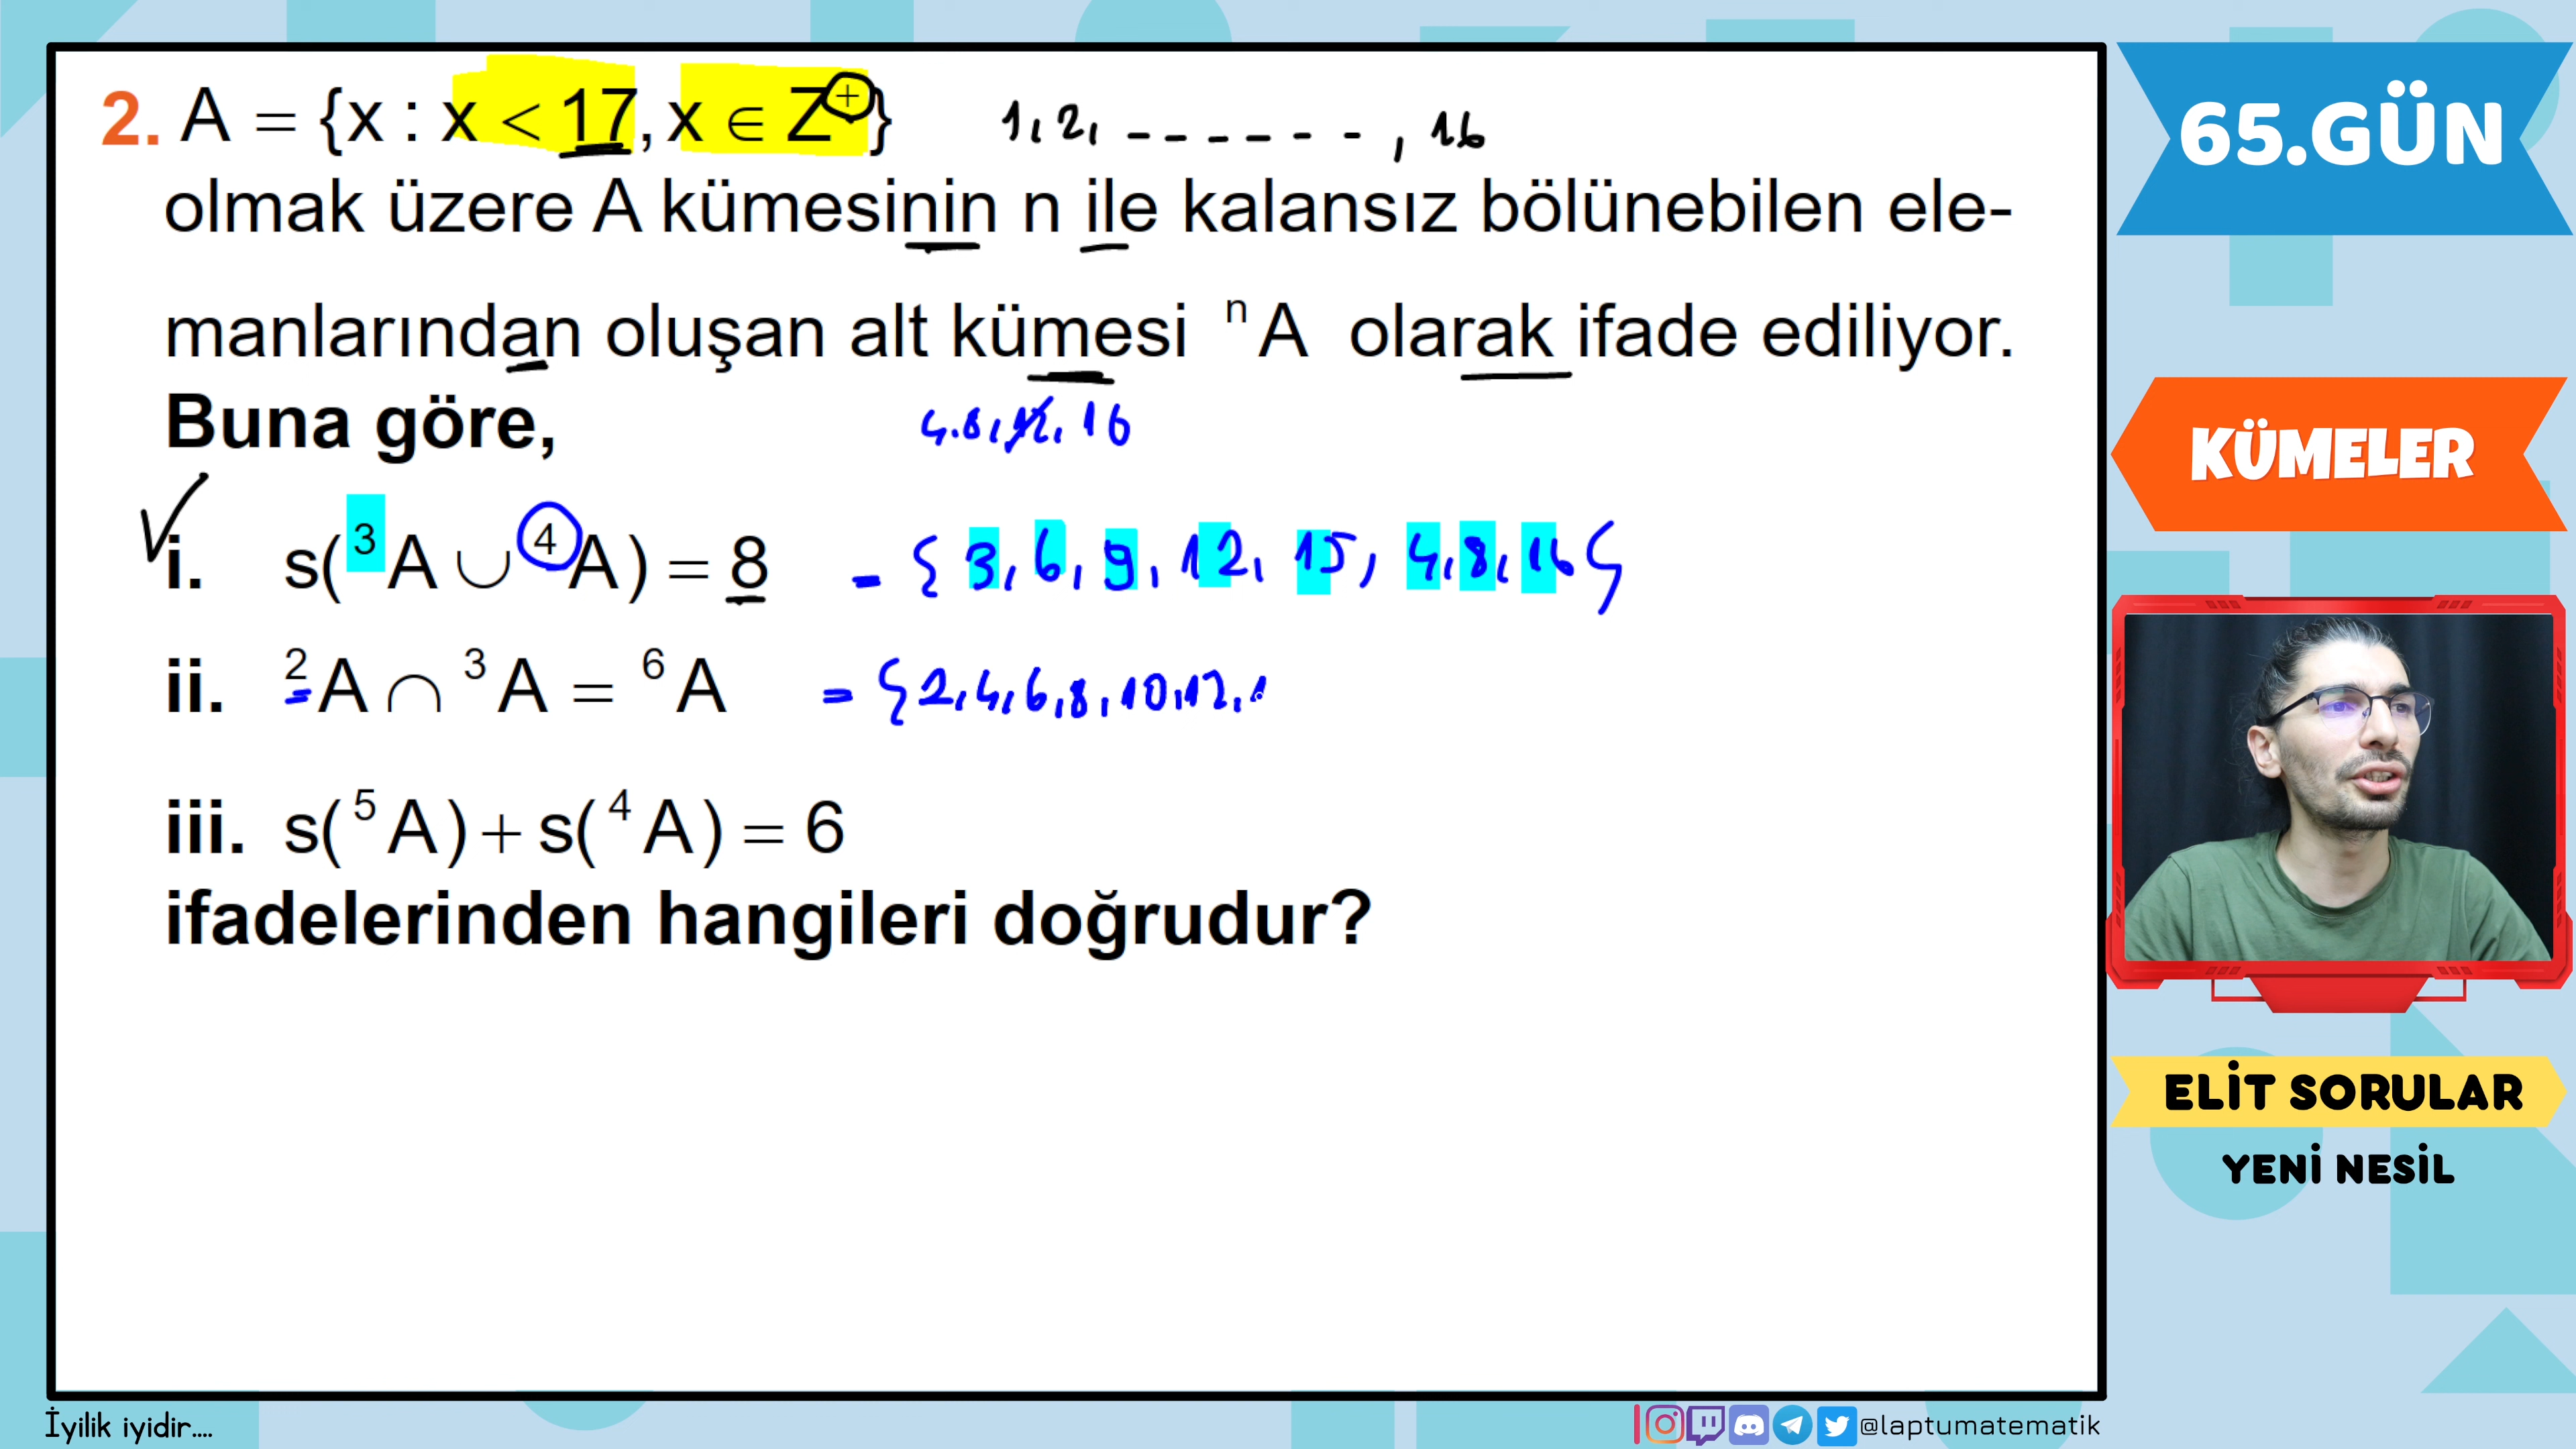 2. A = {x : x < 17, x ∈ Z⁺} 1, 2, - - - - - - , 16
olmak üzere A kümesinin n ile kalansız bölünebilen ele-
manlarından oluşan alt kümesi ⁿA olarak ifade ediliyor.
Buna göre,
4, 8, 12, 16
i. s(³A ∪ ⁴A) = 8 = { 3, 6, 9, 12, 15, 4, 8, 16 }
ii. ²A ∩ ³A = ⁶A = { 2, 4, 6, 8, 10, 12, 1
iii. s(⁵A) + s(⁴A) = 6
ifadelerinden hangileri doğrudur?
65.GÜN
KÜMELER
ELİT SORULAR
YENİ NESİL
İyilik iyidir....
@laptumatematik